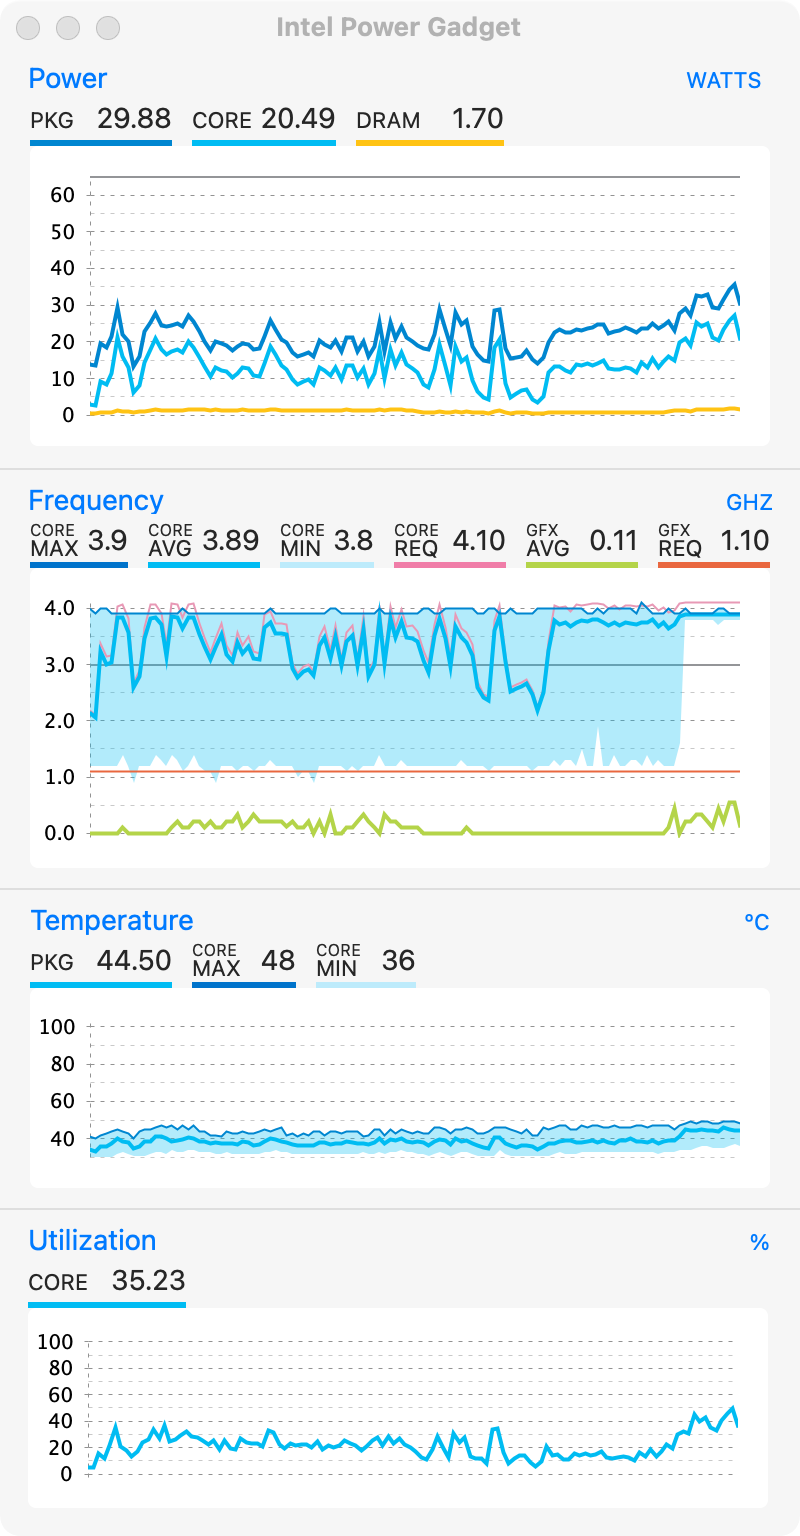 Intel Power Gadget
Power WATTS
PKG 29.88 CORE 20.49 DRAM 1.70
60
50
40
30
20
10
0
Frequency GHZ
CORE MAX 3.9 CORE AVG 3.89 CORE MIN 3.8 CORE REQ 4.10 GFX AVG 0.11 GFX REQ 1.10
4.0
3.0
2.0
1.0
0.0
Temperature °C
PKG 44.50 CORE MAX 48 CORE MIN 36
100
80
60
40
Utilization %
CORE 35.23
100
80
60
40
20
0